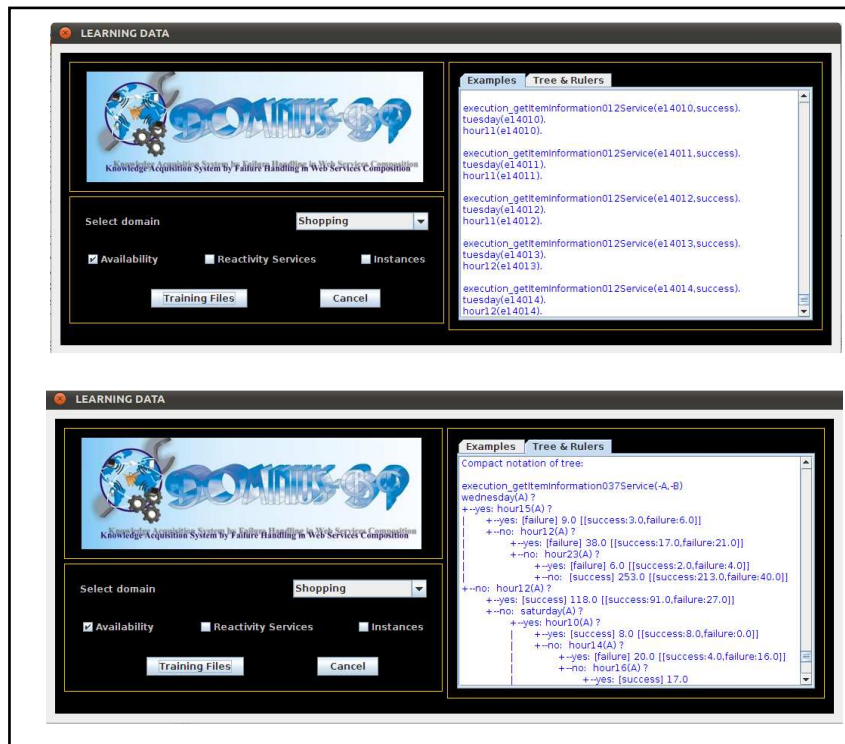 LEARNING DATA
DOMINUS-BP
Knowledge Acquisition System by Failure Handling in Web Services Composition
Select domain Shopping
Availability Reactivity Services Instances
Training Files Cancel
Examples Tree & Rulers
execution_getItemInformation012Service(e14010,success).
tuesday(e14010).
hour11(e14010).
execution_getItemInformation012Service(e14011,success).
tuesday(e14011).
hour11(e14011).
execution_getItemInformation012Service(e14012,success).
tuesday(e14012).
hour11(e14012).
execution_getItemInformation012Service(e14013,success).
tuesday(e14013).
hour12(e14013).
execution_getItemInformation012Service(e14014,success).
tuesday(e14014).
hour12(e14014).
LEARNING DATA
DOMINUS-BP
Knowledge Acquisition System by Failure Handling in Web Services Composition
Select domain Shopping
Availability Reactivity Services Instances
Training Files Cancel
Examples Tree & Rulers
Compact notation of tree:
execution_getItemInformation037Service(-A,-B)
wednesday(A) ?
+--yes: hour15(A) ?
| +--yes: [failure] 9.0 [[success:3.0,failure:6.0]]
| +--no: hour12(A) ?
| +--yes: [failure] 38.0 [[success:17.0,failure:21.0]]
| +--no: hour23(A) ?
| +--yes: [failure] 6.0 [[success:2.0,failure:4.0]]
| +--no: [success] 253.0 [[success:213.0,failure:40.0]]
+--no: hour12(A) ?
+--yes: [success] 118.0 [[success:91.0,failure:27.0]]
+--no: saturday(A) ?
+--yes: hour10(A) ?
| +--yes: [success] 8.0 [[success:8.0,failure:0.0]]
| +--no: hour14(A) ?
| +--yes: [failure] 20.0 [[success:4.0,failure:16.0]]
| +--no: hour16(A) ?
| +--yes: [success] 17.0